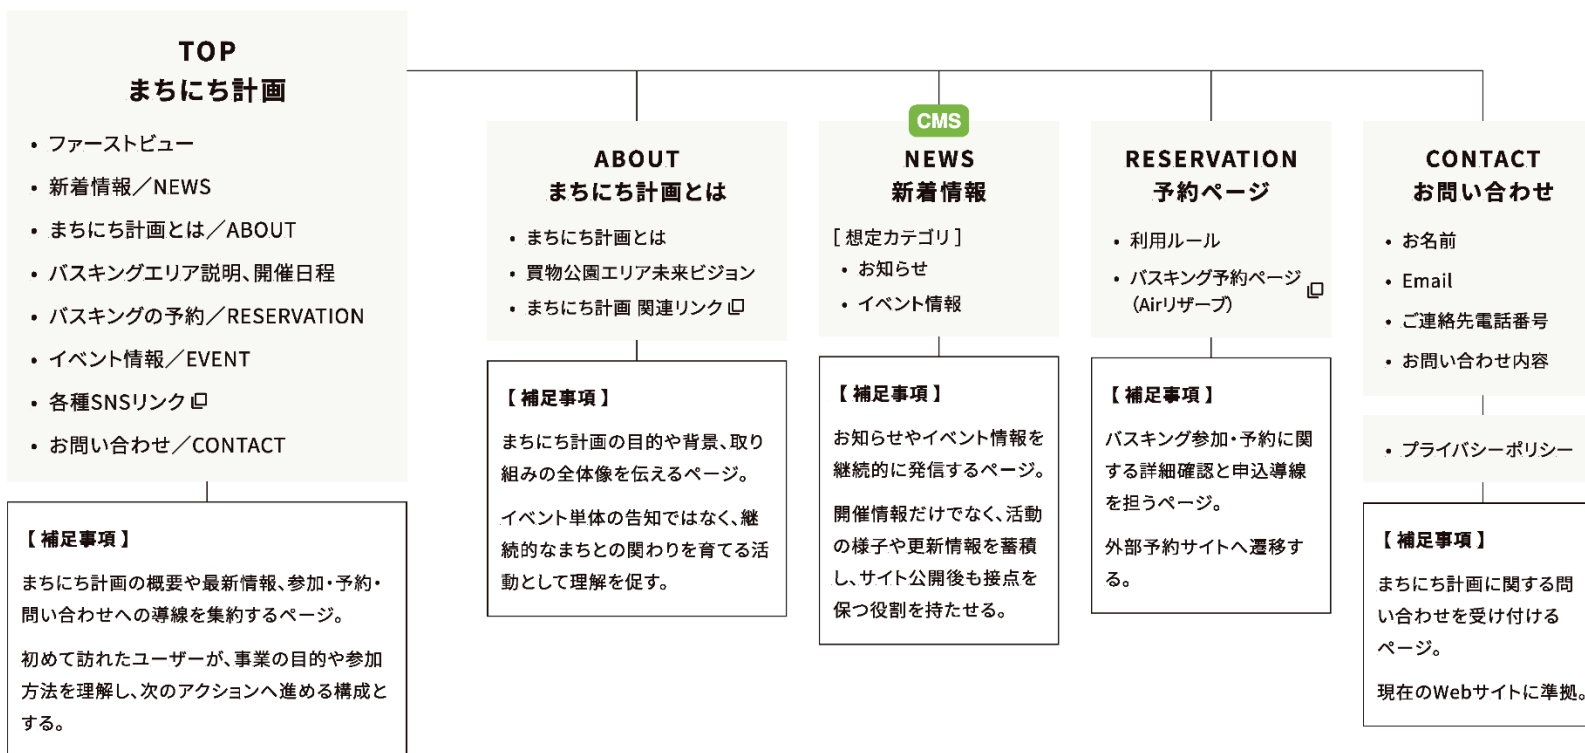 TOP
まちにち計画
• ファーストビュー
• 新着情報／NEWS
• まちにち計画とは／ABOUT
• バスキングエリア説明、開催日程
• バスキングの予約／RESERVATION
• イベント情報／EVENT
• 各種SNSリンク
• お問い合わせ／CONTACT
【 補足事項 】
まちにち計画の概要や最新情報、参加・予約・
問い合わせへの導線を集約するページ。
初めて訪れたユーザーが、事業の目的や参加
方法を理解し、次のアクションへ進める構成と
する。
ABOUT
まちにち計画とは
• まちにち計画とは
• 買物公園エリア未来ビジョン
• まちにち計画 関連リンク
【 補足事項 】
まちにち計画の目的や背景、取り
組みの全体像を伝えるページ。
イベント単体の告知ではなく、継
続的なまちとの関わりを育てる活
動として理解を促す。
CMS
NEWS
新着情報
[ 想定カテゴリ ]
• お知らせ
• イベント情報
【 補足事項 】
お知らせやイベント情報を
継続的に発信するページ。
開催情報だけでなく、活動
の様子や更新情報を蓄積
し、サイト公開後も接点を
保つ役割を持たせる。
RESERVATION
予約ページ
• 利用ルール
• バスキング予約ページ
（Airリザーブ）
【 補足事項 】
バスキング参加・予約に関
する詳細確認と申込導線
を担うページ。
外部予約サイトへ遷移す
る。
CONTACT
お問い合わせ
• お名前
• Email
• ご連絡先電話番号
• お問い合わせ内容
• プライバシーポリシー
【 補足事項 】
まちにち計画に関する問
い合わせを受け付ける
ページ。
現在のWebサイトに準拠。